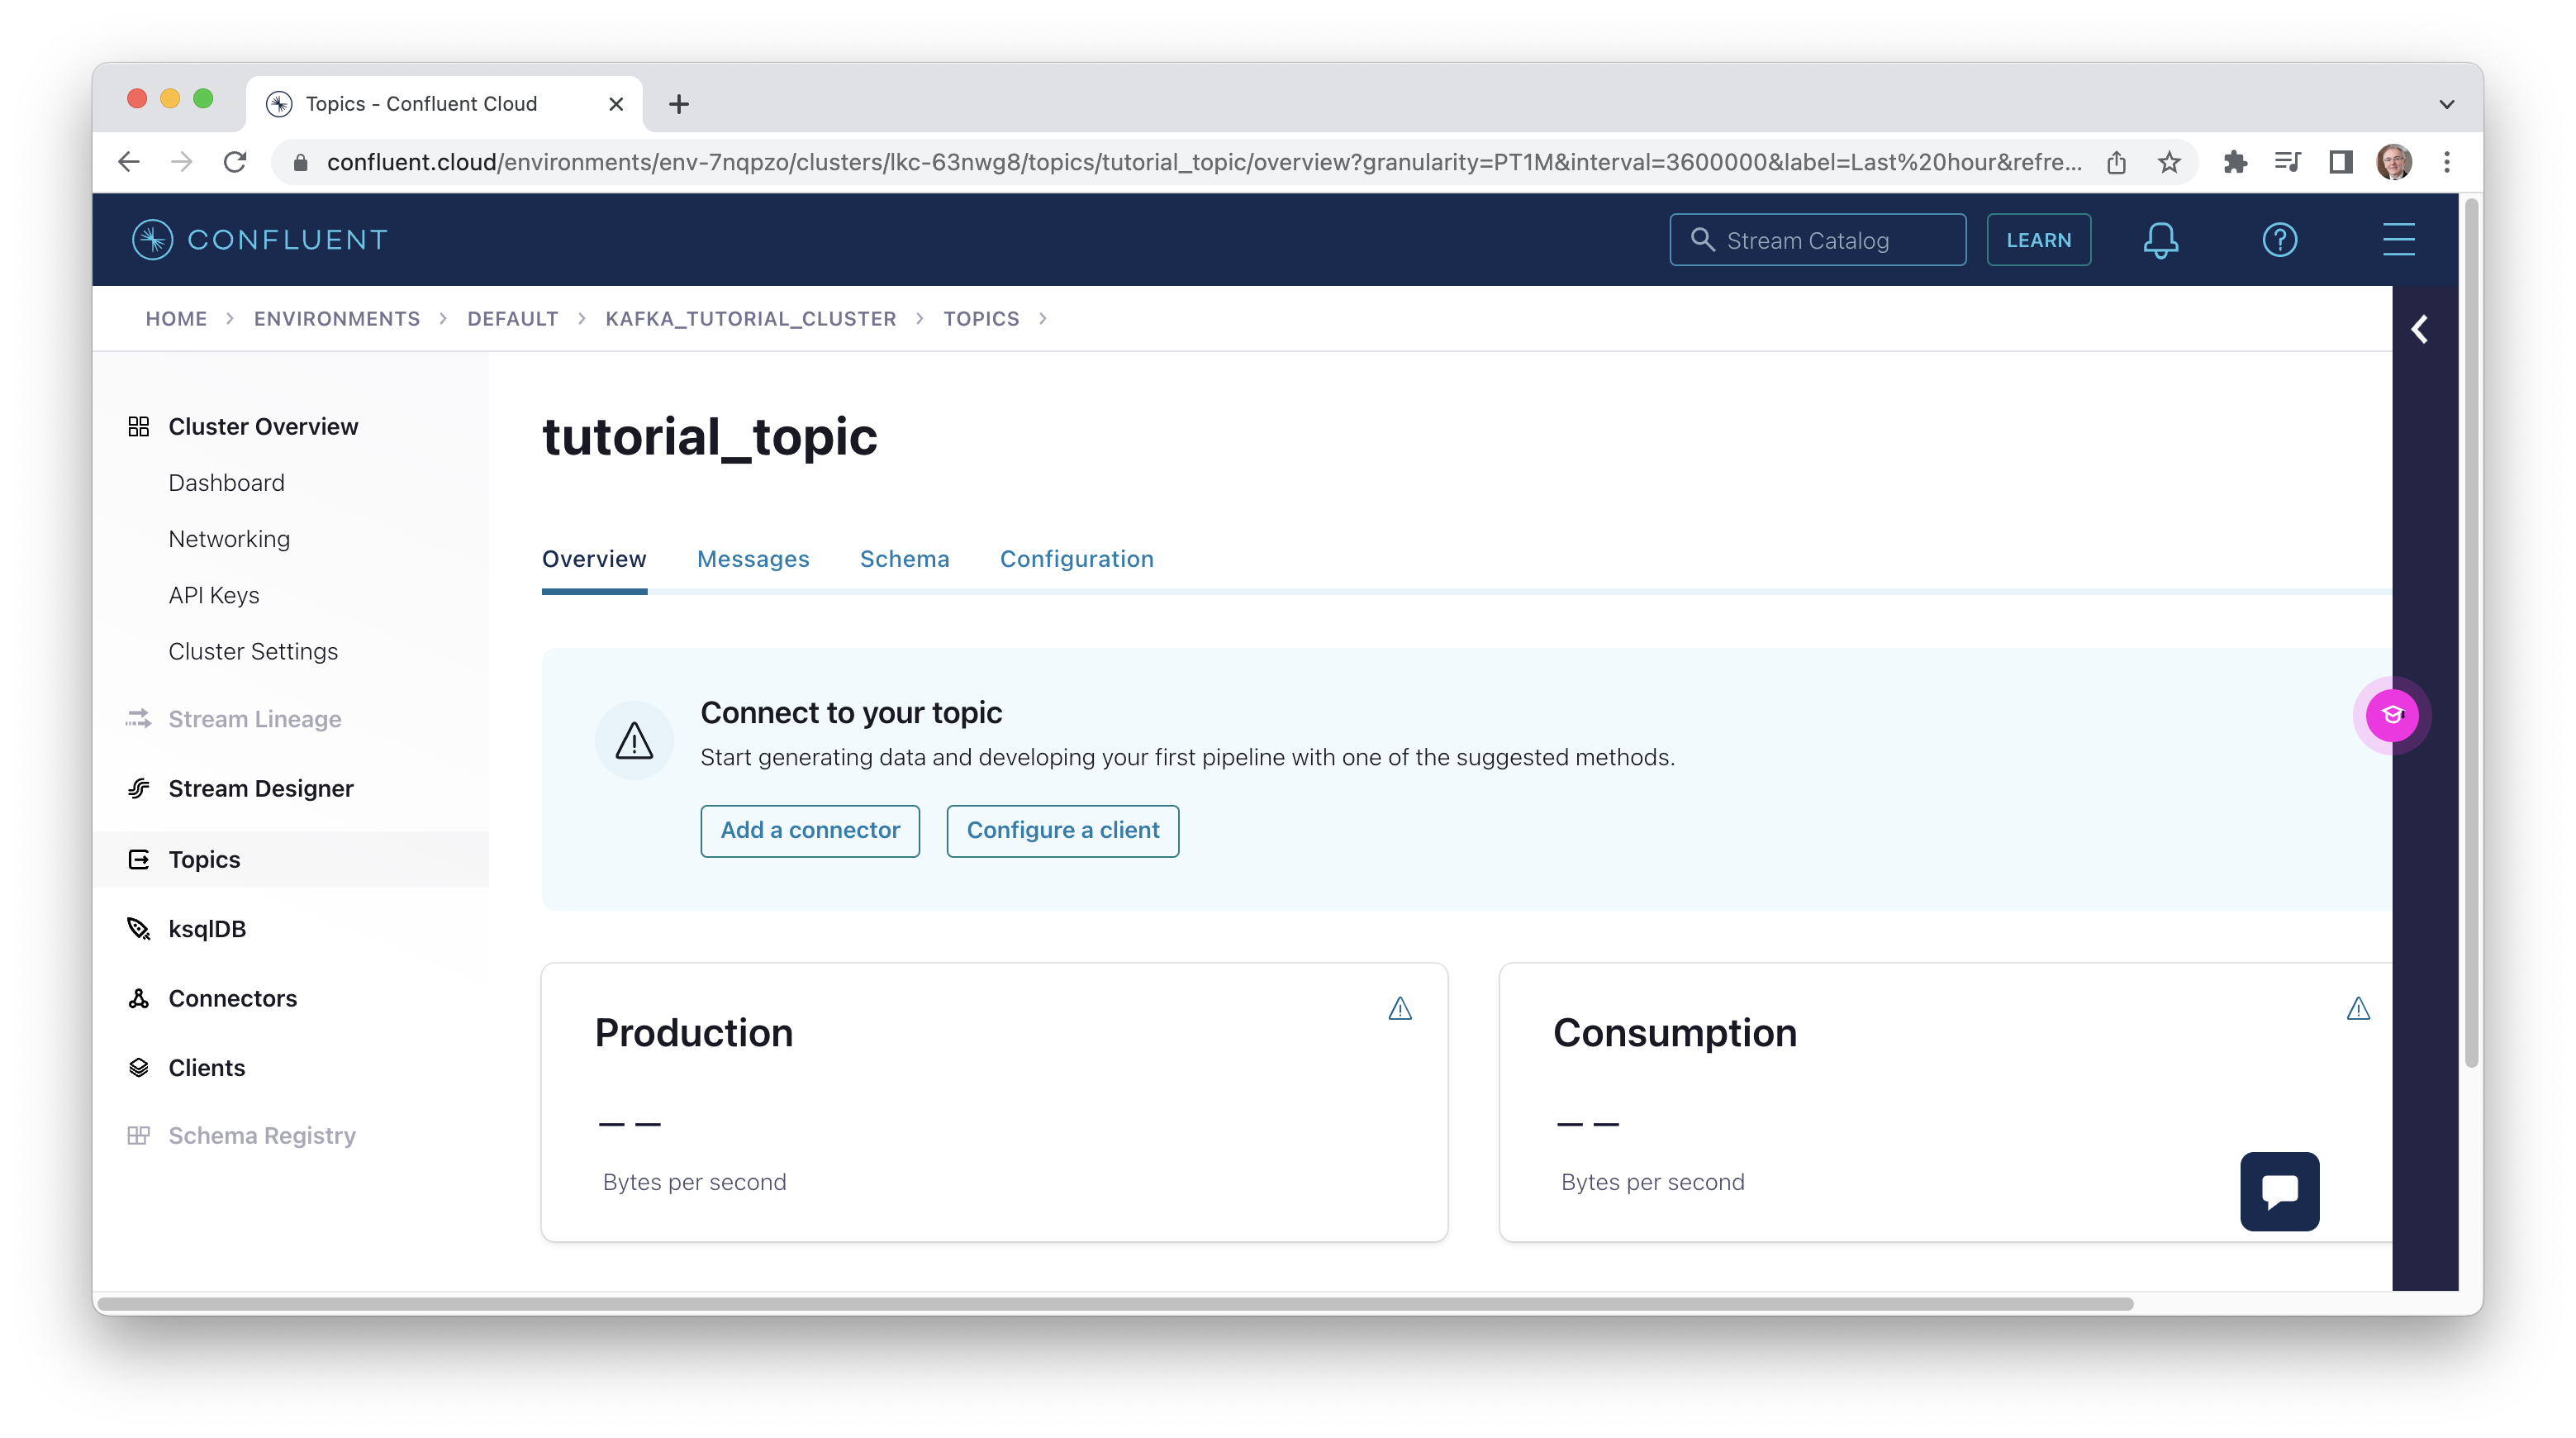 Topics - Confluent Cloud
confluent.cloud/environments/env-7nqpzo/clusters/lkc-63nwg8/topics/tutorial_topic/overview?granularity=PT1M&interval=3600000&label=Last%20hour&refre...
CONFLUENT
Stream Catalog
LEARN
HOME > ENVIRONMENTS > DEFAULT > KAFKA_TUTORIAL_CLUSTER > TOPICS >
Cluster Overview
Dashboard
Networking
API Keys
Cluster Settings
Stream Lineage
Stream Designer
Topics
ksqlDB
Connectors
Clients
Schema Registry
tutorial_topic
Overview Messages Schema Configuration
Connect to your topic
Start generating data and developing your first pipeline with one of the suggested methods.
Add a connector Configure a client
Production
– –
Bytes per second
Consumption
– –
Bytes per second